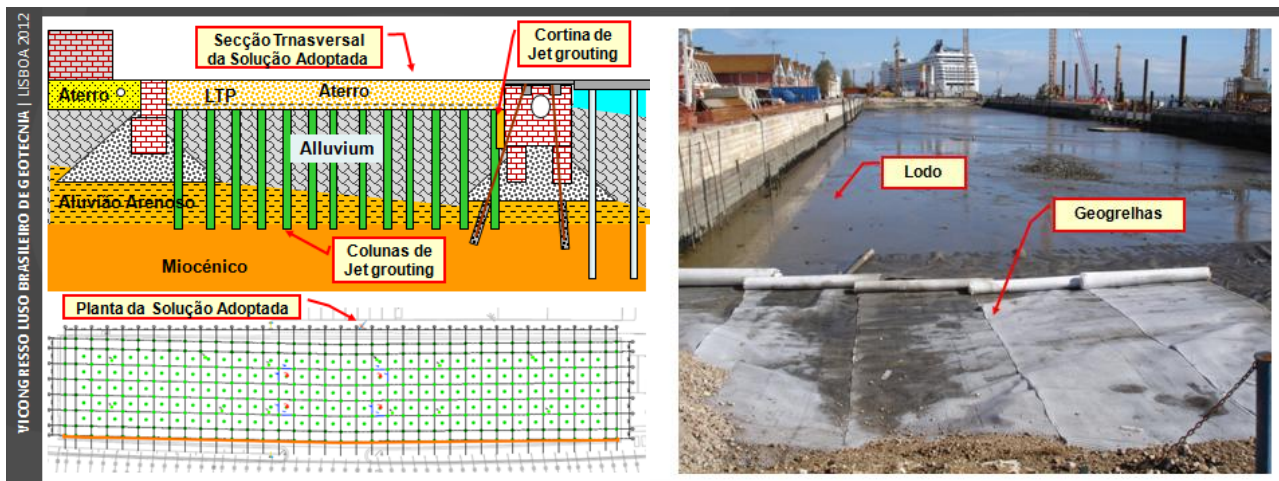 VI CONGRESSO LUSO BRASILEIRO DE GEOTECNIA | LISBOA 2012
Secção Trnasversal
da Solução Adoptada
Cortina de
Jet grouting
Aterro
LTP
Aterro
Alluvium
Aluvião Arenoso
Colunas de
Jet grouting
Miocénico
Planta da Solução Adoptada
Lodo
Geogrelhas